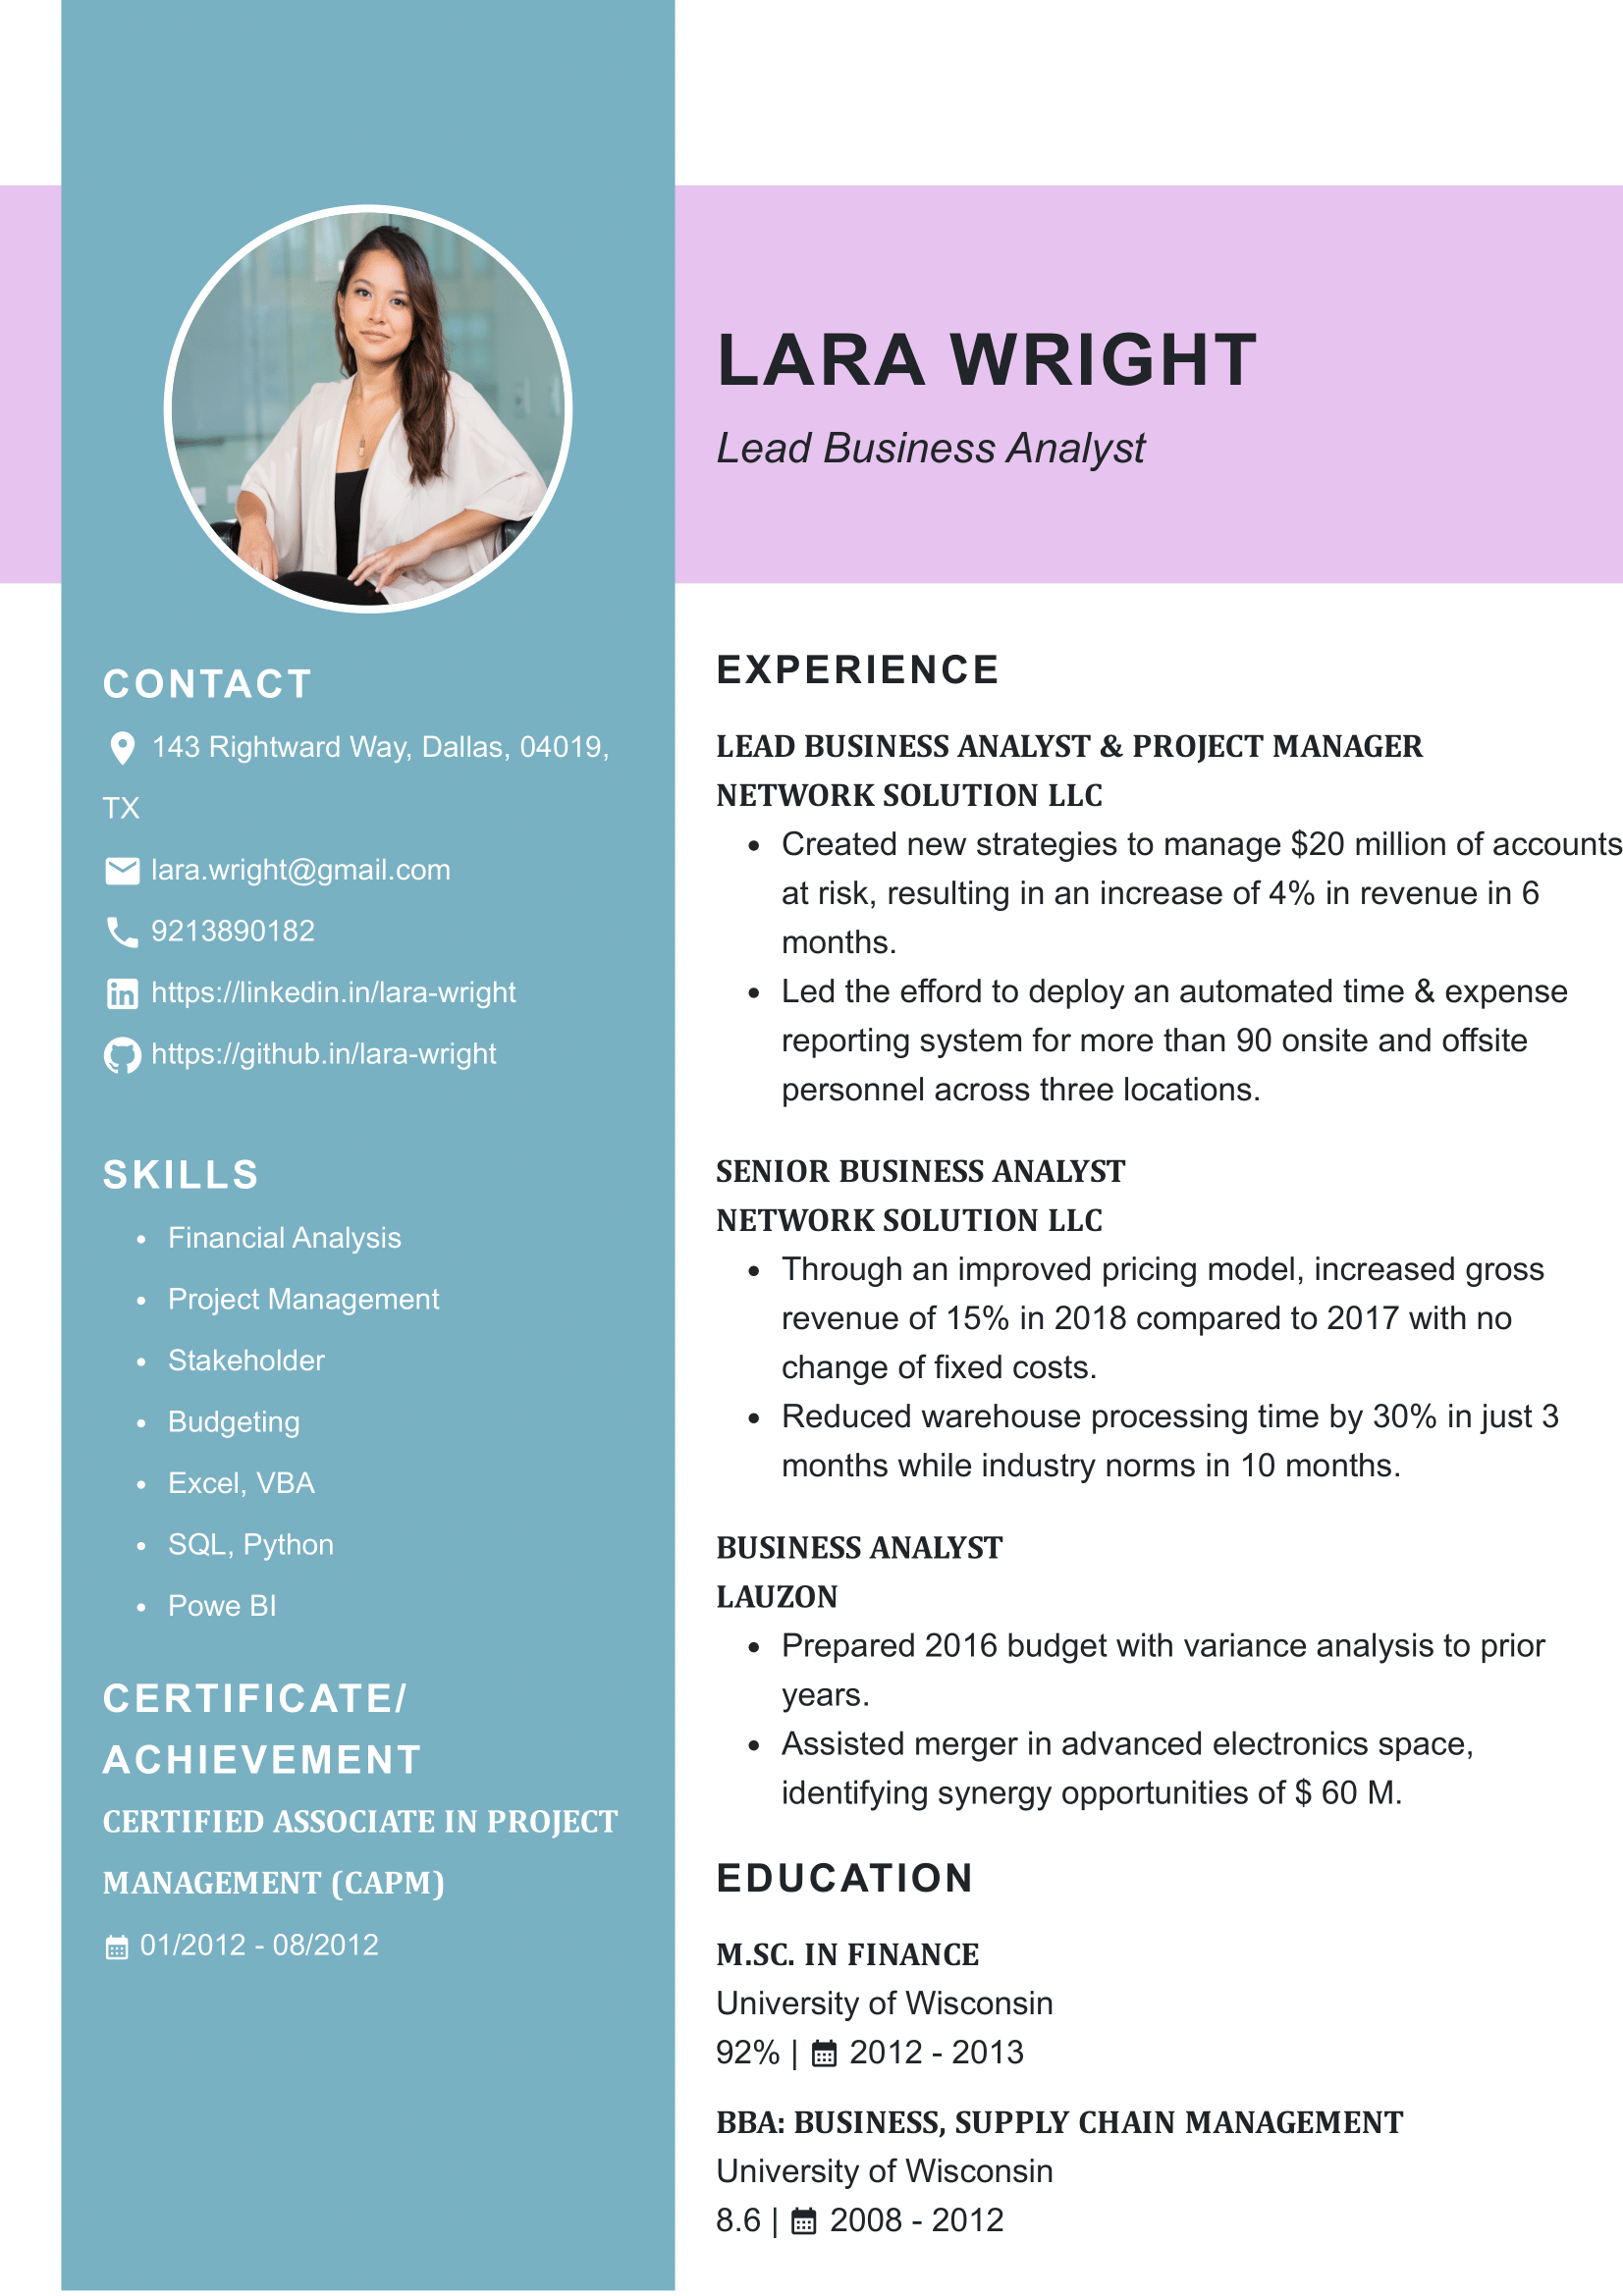 LARA WRIGHT
Lead Business Analyst
CONTACT
143 Rightward Way, Dallas, 04019,
TX
lara.wright@gmail.com
9213890182
https://linkedin.in/lara-wright
https://github.in/lara-wright
SKILLS
Financial Analysis
Project Management
Stakeholder
Budgeting
Excel, VBA
SQL, Python
Powe BI
CERTIFICATE/
ACHIEVEMENT
CERTIFIED ASSOCIATE IN PROJECT
MANAGEMENT (CAPM)
01/2012 - 08/2012
EXPERIENCE
LEAD BUSINESS ANALYST & PROJECT MANAGER
NETWORK SOLUTION LLC
• Created new strategies to manage $20 million of accounts
at risk, resulting in an increase of 4% in revenue in 6
months.
• Led the efford to deploy an automated time & expense
reporting system for more than 90 onsite and offsite
personnel across three locations.
SENIOR BUSINESS ANALYST
NETWORK SOLUTION LLC
• Through an improved pricing model, increased gross
revenue of 15% in 2018 compared to 2017 with no
change of fixed costs.
• Reduced warehouse processing time by 30% in just 3
months while industry norms in 10 months.
BUSINESS ANALYST
LAUZON
• Prepared 2016 budget with variance analysis to prior
years.
• Assisted merger in advanced electronics space,
identifying synergy opportunities of $ 60 M.
EDUCATION
M.SC. IN FINANCE
University of Wisconsin
92% | 2012 - 2013
BBA: BUSINESS, SUPPLY CHAIN MANAGEMENT
University of Wisconsin
8.6 | 2008 - 2012